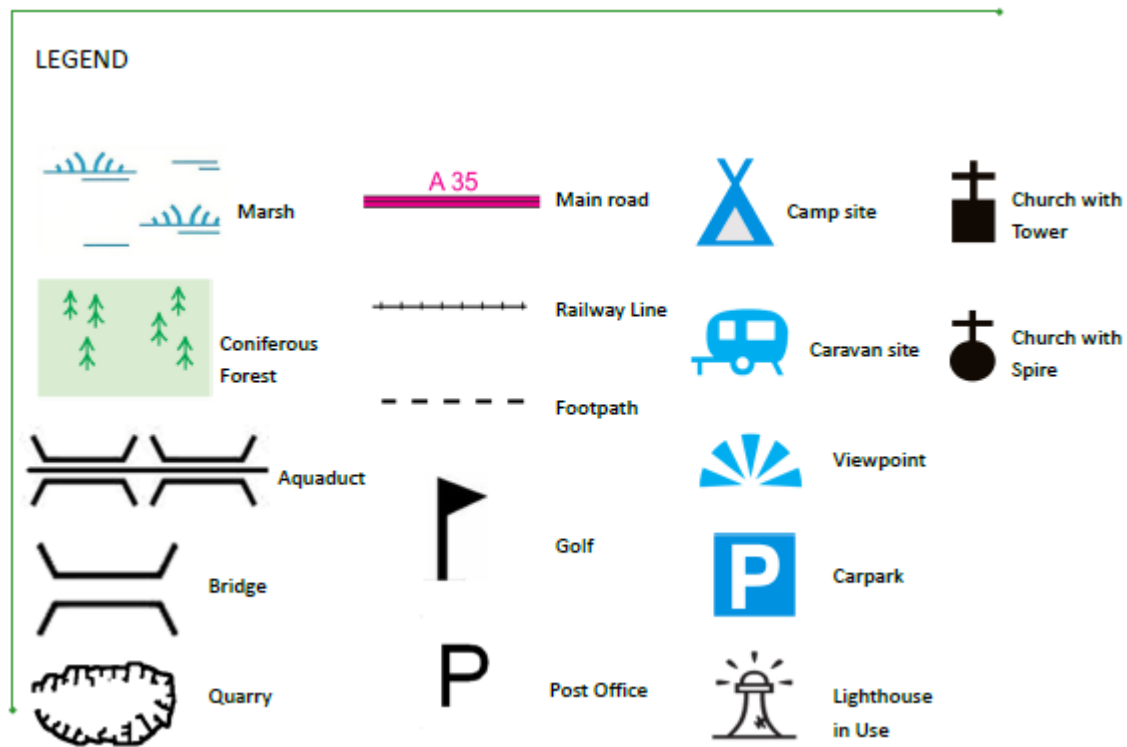 LEGEND
Marsh
Coniferous
Forest
Aquaduct
Bridge
Quarry
A 35
Main road
Railway Line
Footpath
Golf
P
Post Office
Camp site
Caravan site
Viewpoint
P
Carpark
Lighthouse
in Use
Church with
Tower
Church with
Spire